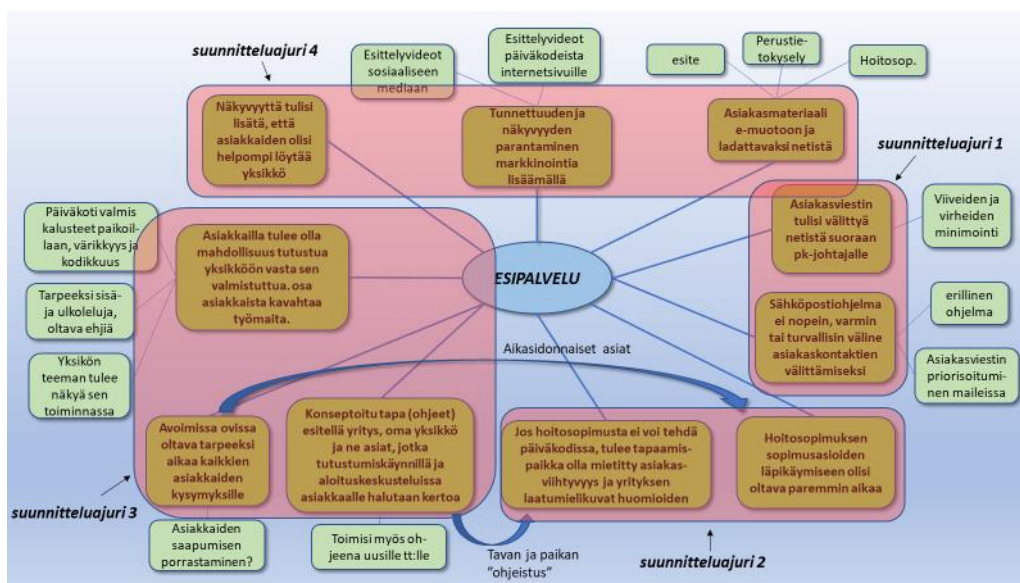 suunnitteluajuri 4
Esittelyvideot
sosiaaliseen
mediaan
Esittelyvideot
päiväkodeista
internetsivuille
esite
Perustie-
tokysely
Hoitosop.
Näkyvyyttä tulisi
lisätä, että
asiakkaiden olisi
helpompi löytää
yksikkö
Tunnettuuden ja
näkyvyyden
parantaminen
markkinointia
lisäämällä
Asiakasmateriaali
e-muotoon ja
ladattavaksi netistä
suunnitteluajuri 1
Asiakasviestin
tulisi välittyä
netistä suoraan
pk-johtajalle
Viiveiden ja
virheiden
minimointi
Päiväkoti valmis
kalusteet paikoil-
laan, värikkyys ja
kodikkuus
Asiakkailla tulee olla
mahdollisuus tutustua
yksikköön vasta sen
valmistuttua. osa
asiakkaista kavahtaa
työmaita.
ESIPALVELU
Tarpeeksi sisä-
ja ulkoleluja,
oltava ehjiä
Sähköpostiohjelma
ei nopein, varmin
tai turvallisin väline
asiakaskontaktien
välittämiseksi
erillinen
ohjelma
Yksikön
teeman tulee
näkyä sen
toiminnassa
Aikasidonnaiset asiat
Asiakasviestin
priorisoitumi-
nen maileissa
Avoimissa ovissa
oltava tarpeeksi
aikaa kaikkien
asiakkaiden
kysymyksille
Konseptoitu tapa (ohjeet)
esitellä yritys, oma yksikkö
ja ne asiat, jotka
tutustumiskäynnillä ja
aloituskeskusteluissa
asiakkaalle halutaan kertoa
Jos hoitosopimusta ei voi tehdä
päiväkodissa, tulee tapaamis-
paikka olla mietitty asiakas-
viihtyvyys ja yrityksen
laatumielikuvat huomioiden
Hoitosopimuksen
sopimusasioiden
läpikäymiseen olisi
oltava paremmin aikaa
suunnitteluajuri 3
Asiakkaiden
saapumisen
porrastaminen?
Toimisi myös oh-
jeena uusille tt:lle
Tavan ja paikan
”ohjeistus”
suunnitteluajuri 2